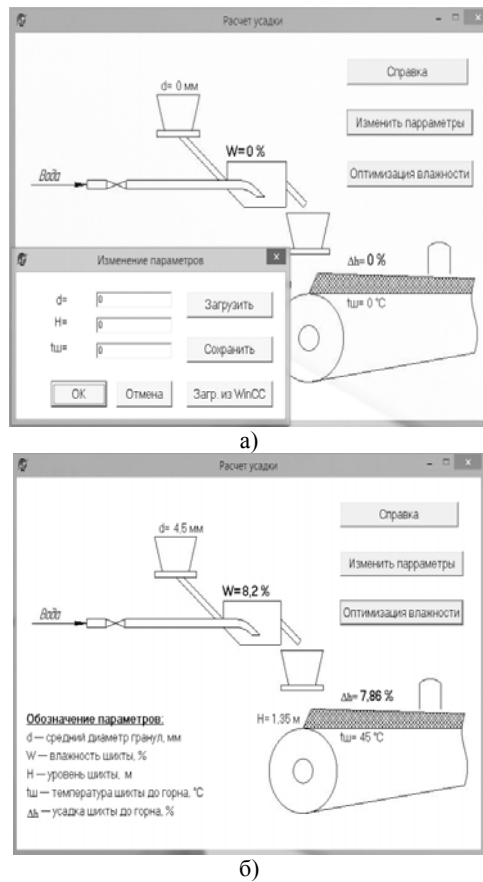 Расчет усадки
d= 0 мм
Справка
W=0 %
Изменить парраметры
Вода
Оптимизация влажности
Δh= 0 %
tш= 0 °C
Изменение параметров
d= 0
Загрузить
H= 0
tш= 0
Сохранить
ОК Отмена Загр. из WinCC
а)
Расчет усадки
d= 4,5 мм
Справка
W=8,2 %
Изменить парраметры
Вода
Оптимизация влажности
Δh= 7,86 %
H= 1,35 м
tш= 45 °C
Обозначение параметров:
d — средний диаметр гранул, мм
W — влажность шихты, %
H — уровень шихты, м
tш — температура шихты до горна, °C
Δh — усадка шихты до горна, %
б)